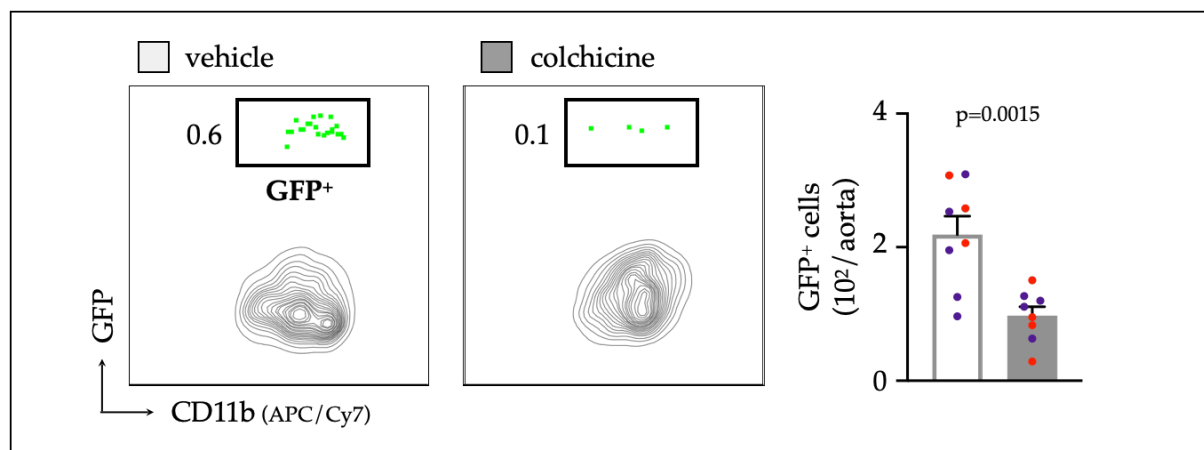 vehicle
colchicine
0.6
GFP⁺
0.1
GFP
CD11b (APC/Cy7)
p=0.0015
GFP⁺ cells
(10²/aorta)
4
2
0